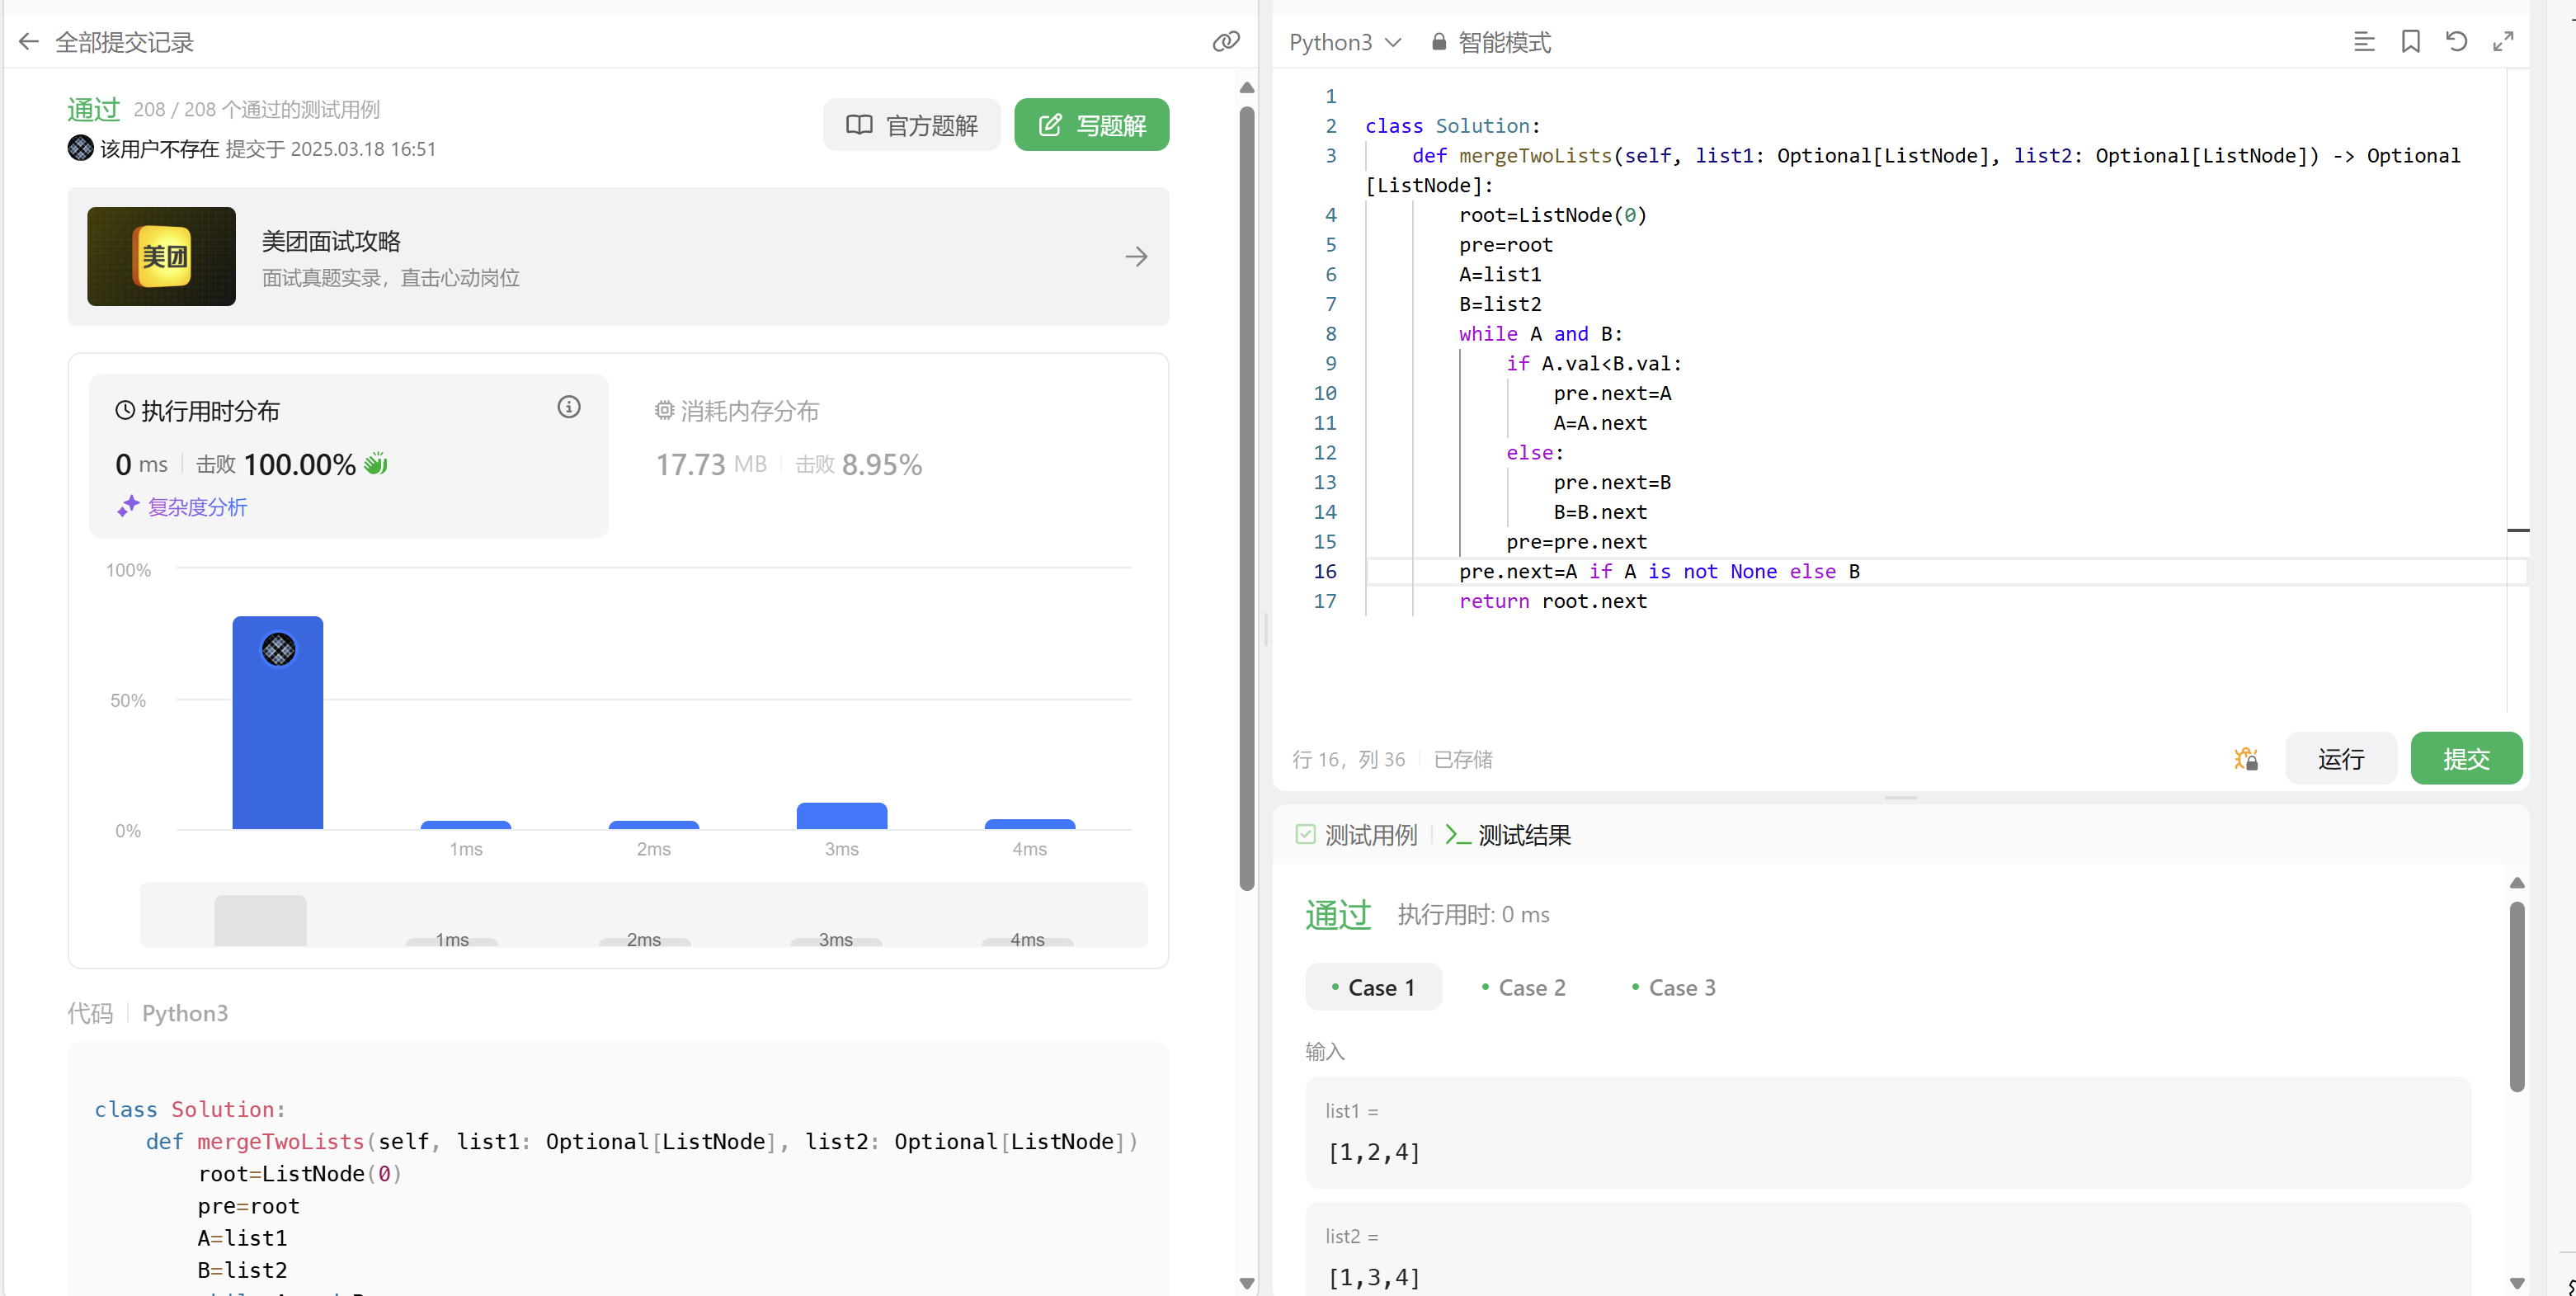 全部提交记录
通过 208 / 208 个通过的测试用例
该用户不存在 提交于 2025.03.18 16:51
官方题解
写题解
美团
美团面试攻略
面试真题实录，直击心动岗位
执行用时分布
0 ms 击败 100.00%
复杂度分析
消耗内存分布
17.73 MB 击败 8.95%
100%
50%
0%
1ms 2ms 3ms 4ms
1ms 2ms 3ms 4ms
代码 Python3
class Solution:
    def mergeTwoLists(self, list1: Optional[ListNode], list2: Optional[ListNode])
        root=ListNode(0)
        pre=root
        A=list1
        B=list2
Python3 智能模式
1
2 class Solution:
3     def mergeTwoLists(self, list1: Optional[ListNode], list2: Optional[ListNode]) -> Optional
[ListNode]:
4         root=ListNode(0)
5         pre=root
6         A=list1
7         B=list2
8         while A and B:
9             if A.val<B.val:
10                 pre.next=A
11                 A=A.next
12             else:
13                 pre.next=B
14                 B=B.next
15             pre=pre.next
16         pre.next=A if A is not None else B
17         return root.next
行 16，列 36 已存储
运行
提交
测试用例 测试结果
通过 执行用时: 0 ms
Case 1 Case 2 Case 3
输入
list1 =
[1,2,4]
list2 =
[1,3,4]